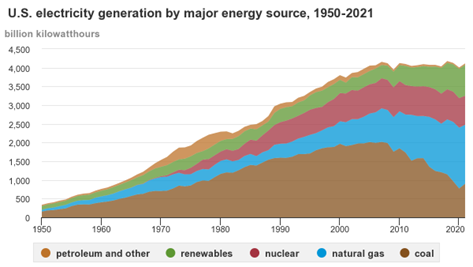 U.S. electricity generation by major energy source, 1950-2021
billion kilowatthours
4,500
4,000
3,500
3,000
2,500
2,000
1,500
1,000
500
0
1950 1960 1970 1980 1990 2000 2010 2020
petroleum and other renewables nuclear natural gas coal